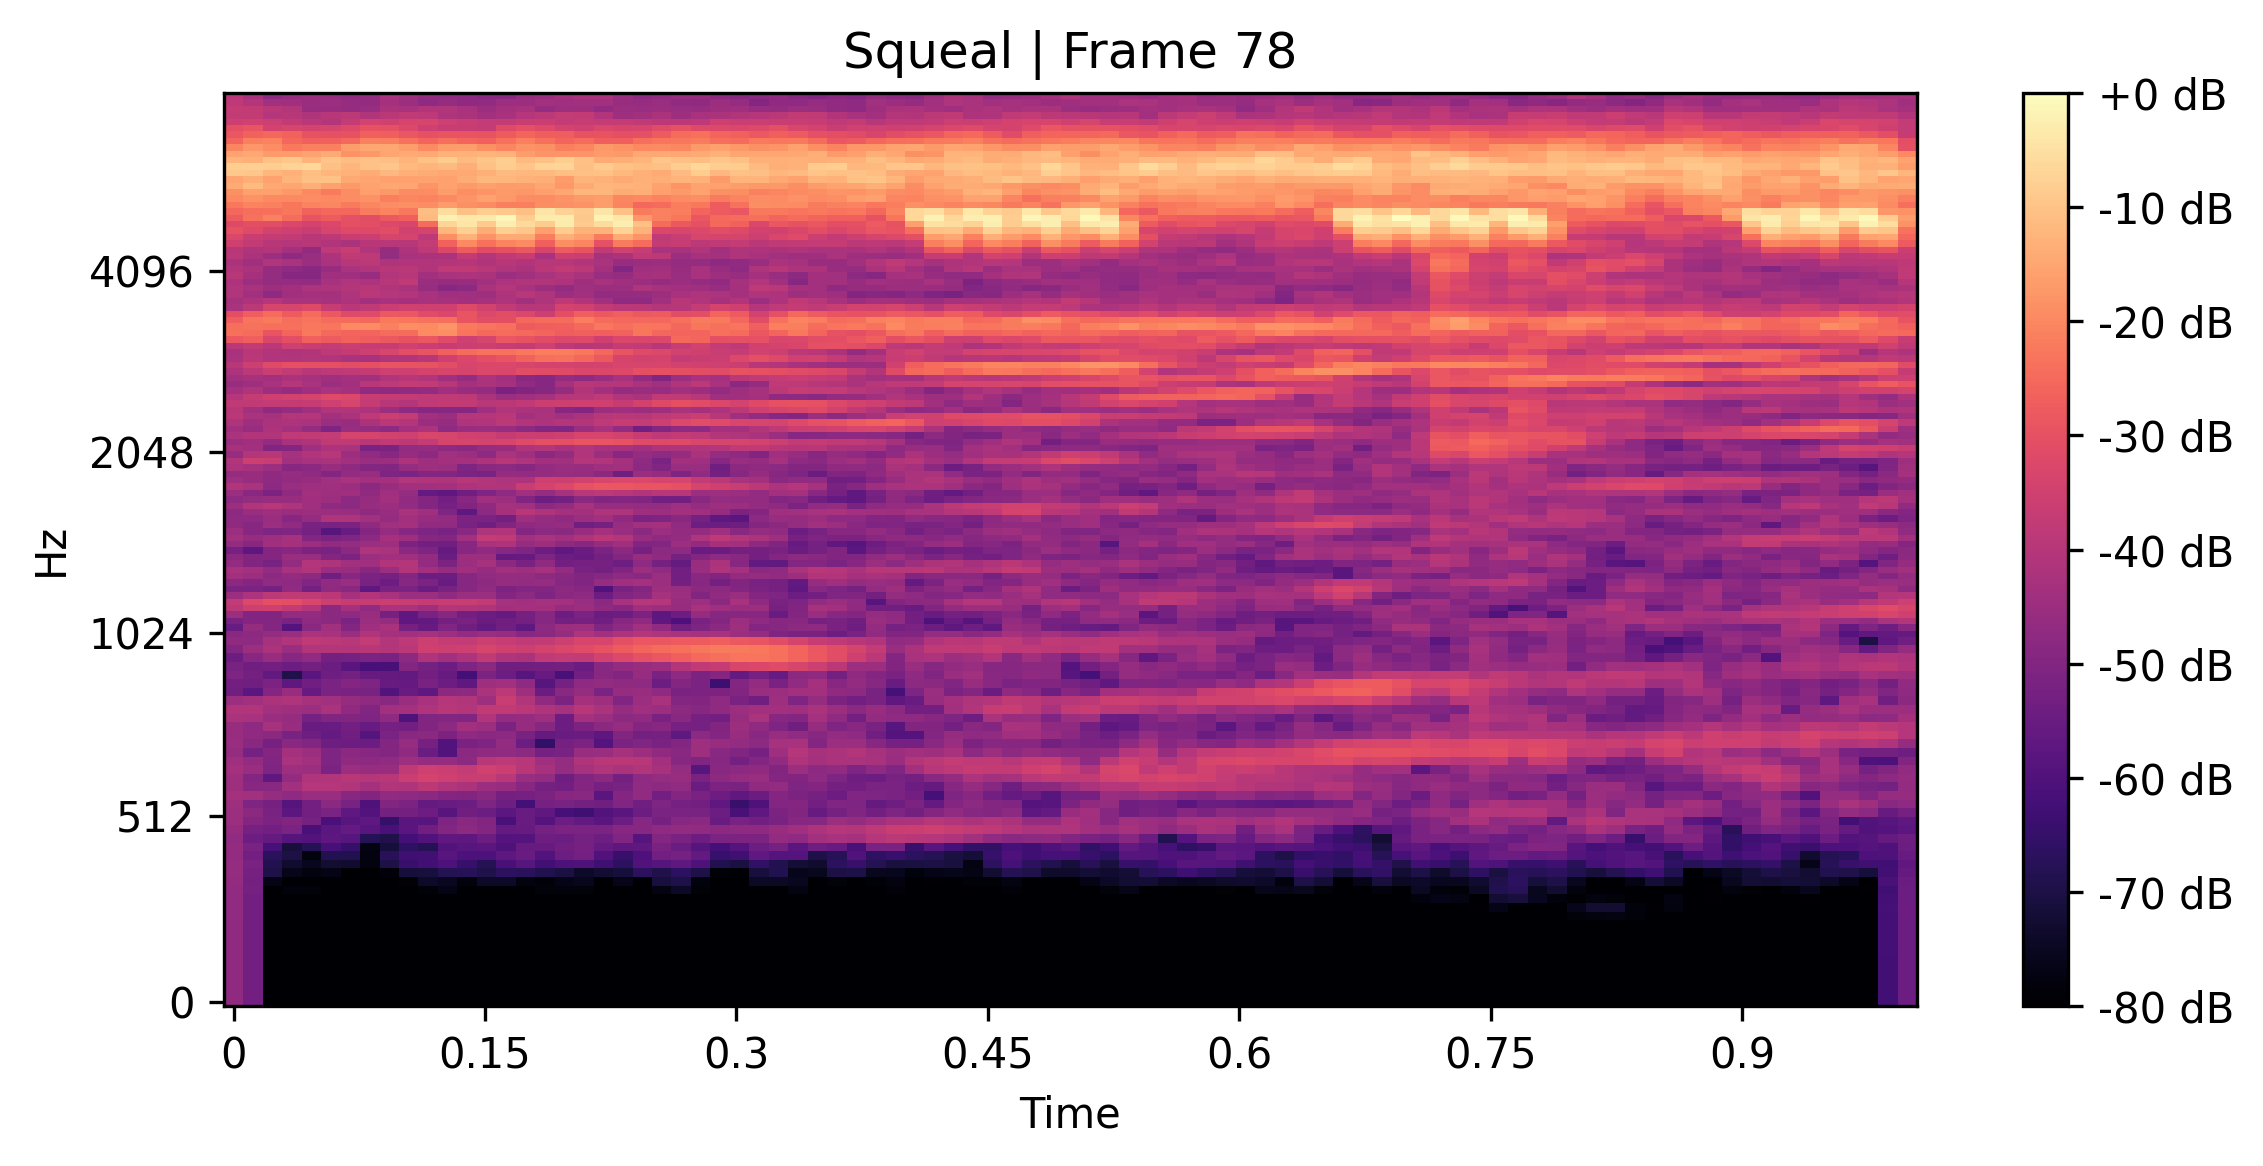 Squeal | Frame 78
+0 dB
-10 dB
-20 dB
-30 dB
-40 dB
-50 dB
-60 dB
-70 dB
-80 dB
Hz
4096
2048
1024
512
0
0 0.15 0.3 0.45 0.6 0.75 0.9
Time